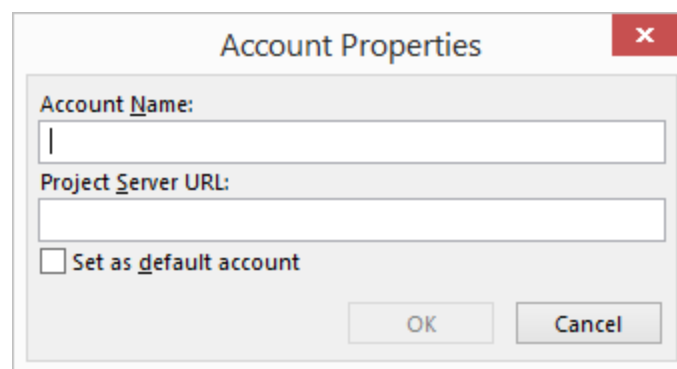 Account Properties
Account Name:
Project Server URL:
Set as default account
OK
Cancel